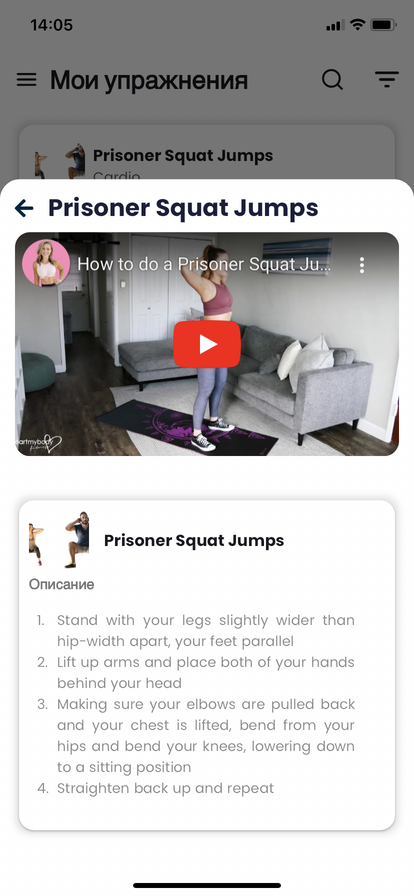 14:05
Мои упражнения
Prisoner Squat Jumps
Cardio
Prisoner Squat Jumps
How to do a Prisoner Squat Ju...
Prisoner Squat Jumps
Описание
1. Stand with your legs slightly wider than
hip-width apart, your feet parallel
2. Lift up arms and place both of your hands
behind your head
3. Making sure your elbows are pulled back
and your chest is lifted, bend from your
hips and bend your knees, lowering down
to a sitting position
4. Straighten back up and repeat